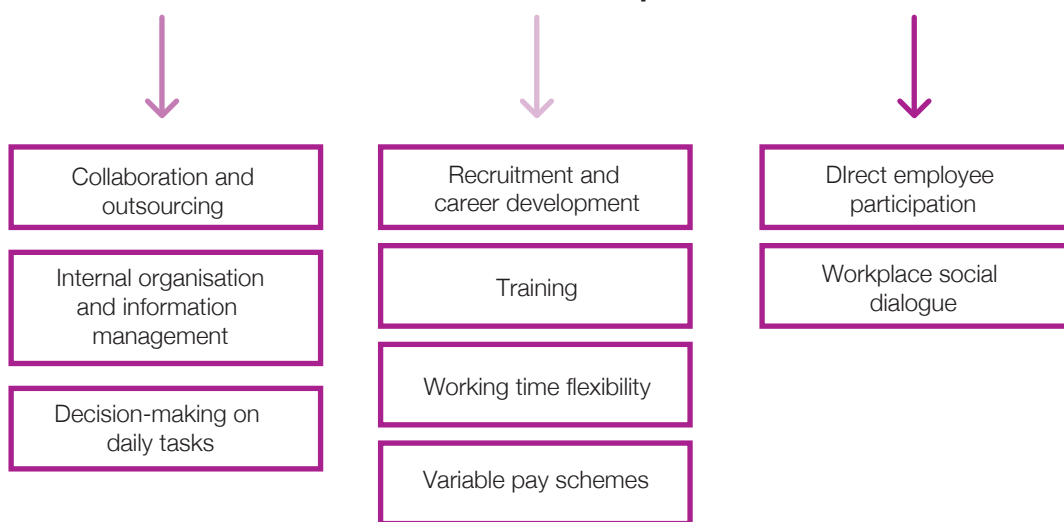 Collaboration and
outsourcing
Internal organisation
and information
management
Decision-making on
daily tasks
Recruitment and
career development
Training
Working time flexibility
Variable pay schemes
DIrect employee
participation
Workplace social
dialogue